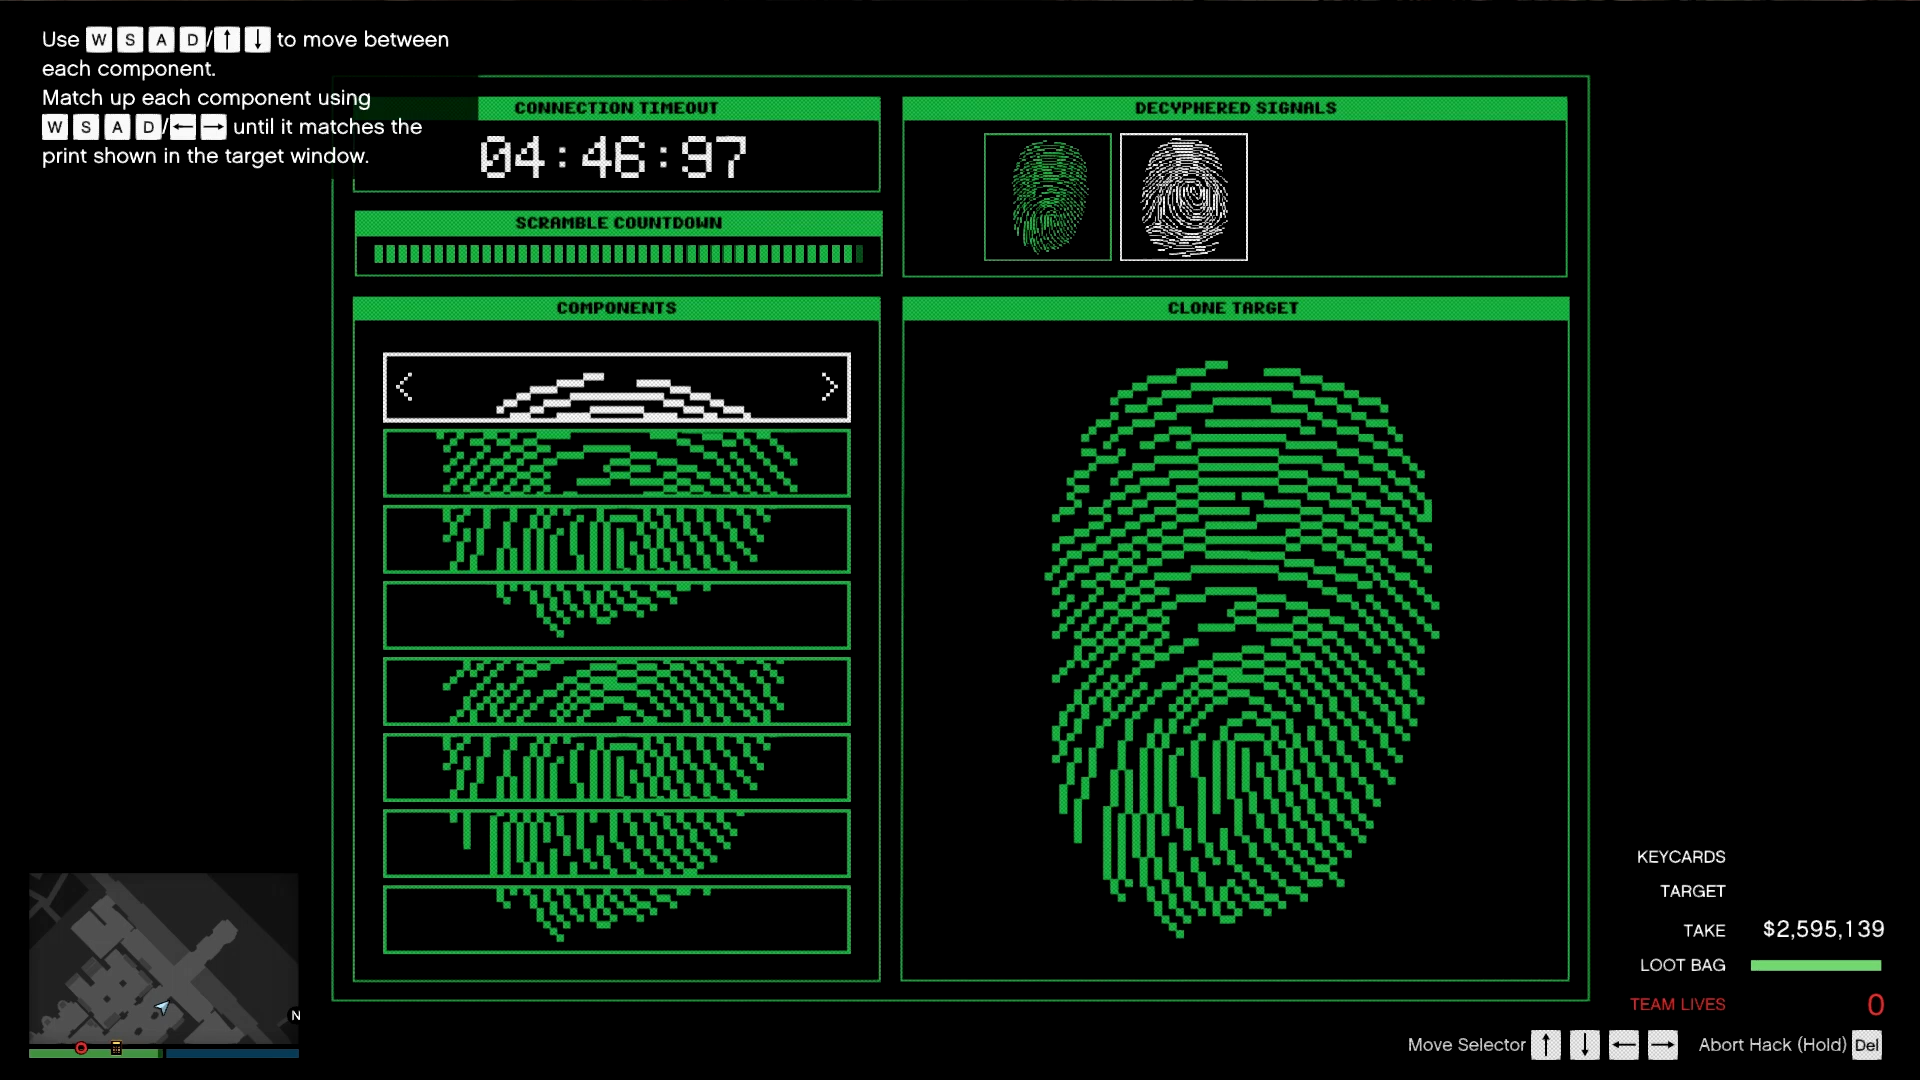 Use W S A D/↑ ↓ to move between
each component.
Match up each component using
W S A D/← → until it matches the
print shown in the target window.
CONNECTION TIMEOUT
04:46:97
SCRAMBLE COUNTDOWN
DECYPHERED SIGNALS
COMPONENTS
CLONE TARGET
KEYCARDS
TARGET
TAKE $2,595,139
LOOT BAG
TEAM LIVES 0
N
Move Selector ↑ ↓ ← → Abort Hack (Hold) Del